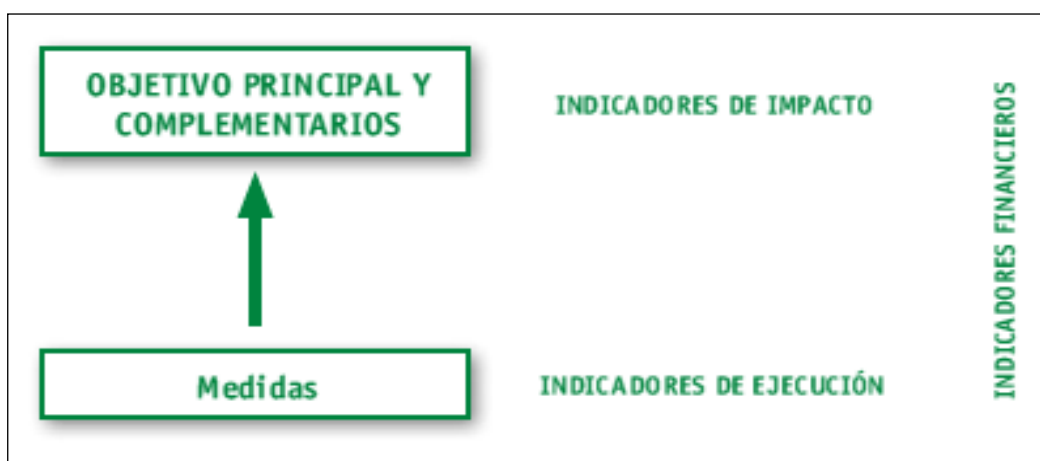 OBJETIVO PRINCIPAL Y
COMPLEMENTARIOS
INDICADORES DE IMPACTO
Medidas
INDICADORES DE EJECUCIÓN
INDICADORES FINANCIEROS